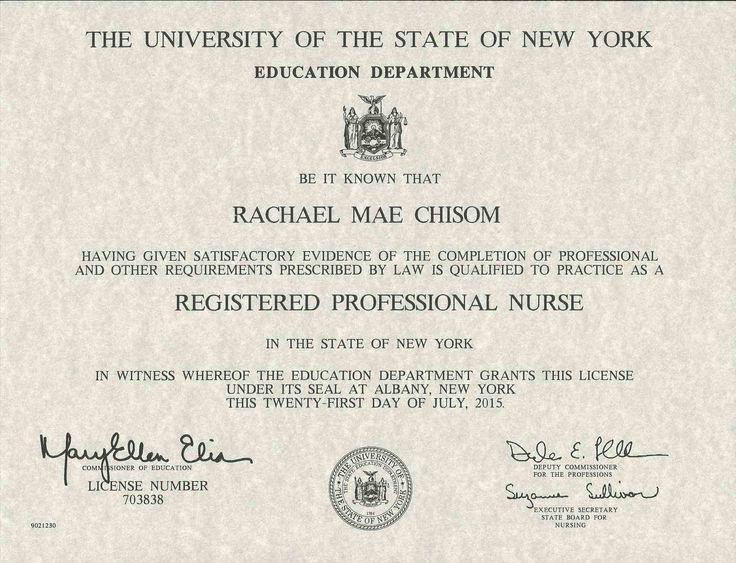 THE UNIVERSITY OF THE STATE OF NEW YORK
EDUCATION DEPARTMENT
EXCELSIOR
BE IT KNOWN THAT
RACHAEL MAE CHISOM
HAVING GIVEN SATISFACTORY EVIDENCE OF THE COMPLETION OF PROFESSIONAL
AND OTHER REQUIREMENTS PRESCRIBED BY LAW IS QUALIFIED TO PRACTICE AS A
REGISTERED PROFESSIONAL NURSE
IN THE STATE OF NEW YORK
IN WITNESS WHEREOF THE EDUCATION DEPARTMENT GRANTS THIS LICENSE
UNDER ITS SEAL AT ALBANY, NEW YORK
THIS TWENTY-FIRST DAY OF JULY, 2015.
MaryEllen Elia
COMMISSIONER OF EDUCATION
LICENSE NUMBER
703838
9021230
THE UNIVERSITY OF
THE STATE OF NEW YORK
THE STATE EDUCATION DEPARTMENT
1784
DEPUTY COMMISSIONER
FOR THE PROFESSIONS
Suzanne Sullivan
EXECUTIVE SECRETARY
STATE BOARD FOR
NURSING